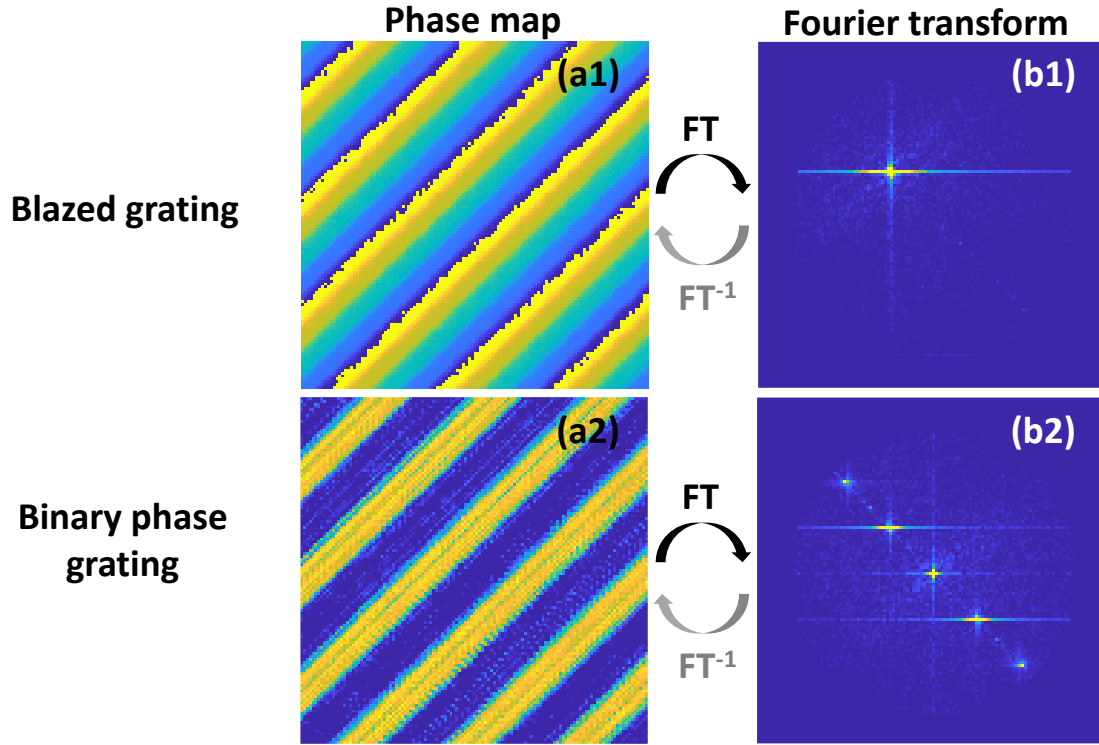 Phase map
Fourier transform
(a1)
(b1)
FT
Blazed grating
FT-1
(a2)
(b2)
FT
Binary phase
grating
FT-1